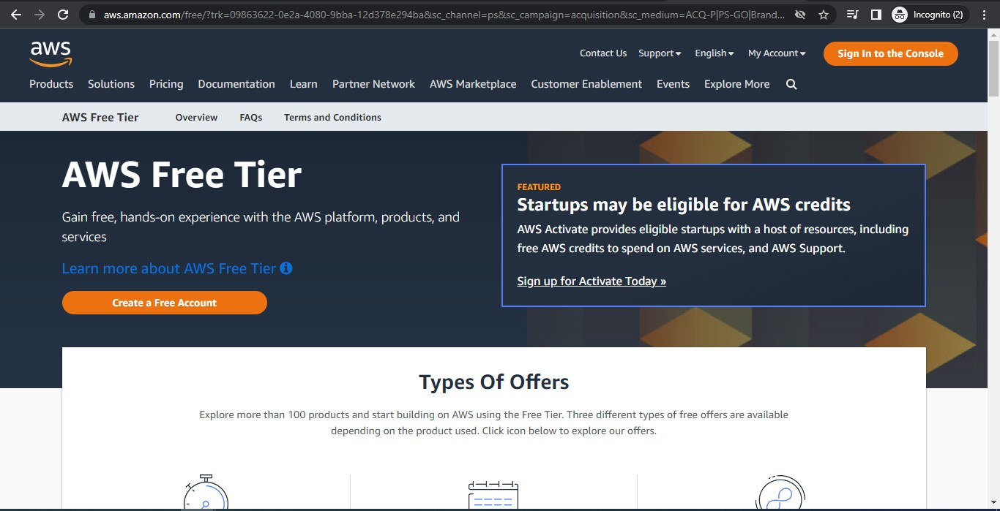 aws.amazon.com/free/?trk=09863622-0e2a-4080-9bba-12d378e294ba&sc_channel=ps&sc_campaign=acquisition&sc_medium=ACQ-P|PS-GO|Brand...
Incognito (2)
aws
Contact Us Support English My Account Sign In to the Console
Products Solutions Pricing Documentation Learn Partner Network AWS Marketplace Customer Enablement Events Explore More
AWS Free Tier Overview FAQs Terms and Conditions
AWS Free Tier
Gain free, hands-on experience with the AWS platform, products, and
services
Learn more about AWS Free Tier
Create a Free Account
FEATURED
Startups may be eligible for AWS credits
AWS Activate provides eligible startups with a host of resources, including
free AWS credits to spend on AWS services, and AWS Support.
Sign up for Activate Today »
Types Of Offers
Explore more than 100 products and start building on AWS using the Free Tier. Three different types of free offers are available
depending on the product used. Click icon below to explore our offers.